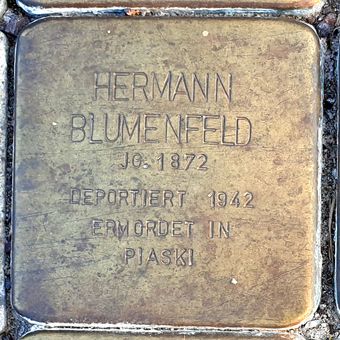 HERMANN
BLUMENFELD
JG. 1872
DEPORTIERT 1942
ERMORDET IN
PIASKI